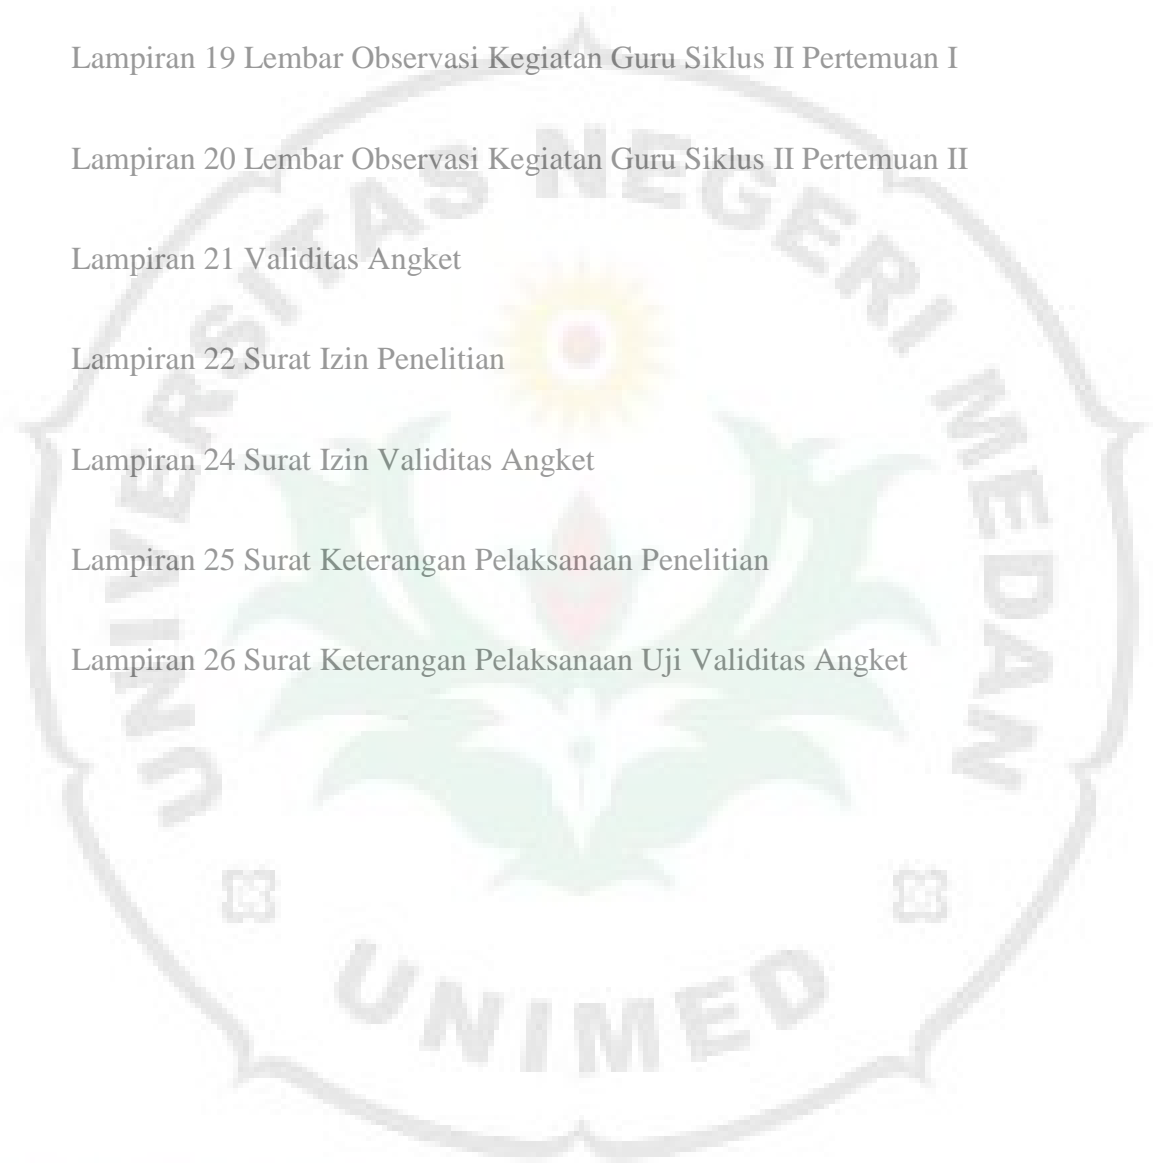 Lampiran 19 Lembar Observasi Kegiatan Guru Siklus II Pertemuan I
Lampiran 20 Lembar Observasi Kegiatan Guru Siklus II Pertemuan II
Lampiran 21 Validitas Angket
Lampiran 22 Surat Izin Penelitian
Lampiran 24 Surat Izin Validitas Angket
Lampiran 25 Surat Keterangan Pelaksanaan Penelitian
Lampiran 26 Surat Keterangan Pelaksanaan Uji Validitas Angket
UNIVERSITAS NEGERI MEDAN
UNIMED